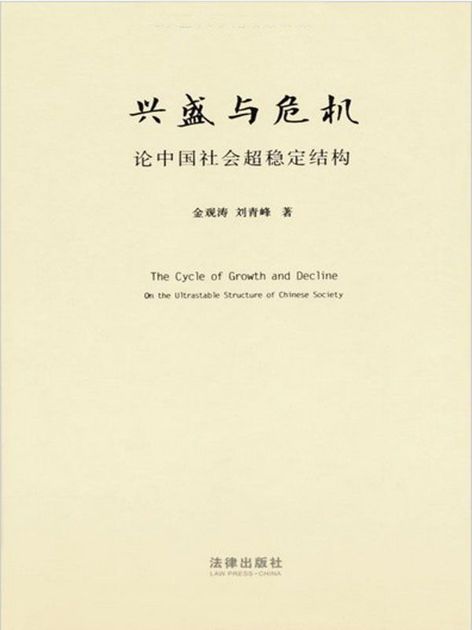 兴盛与危机
论中国社会超稳定结构
金观涛 刘青峰 著
The Cycle of Growth and Decline
On the Ultrastable Structure of Chinese Society
法律出版社
LAW PRESS·CHINA